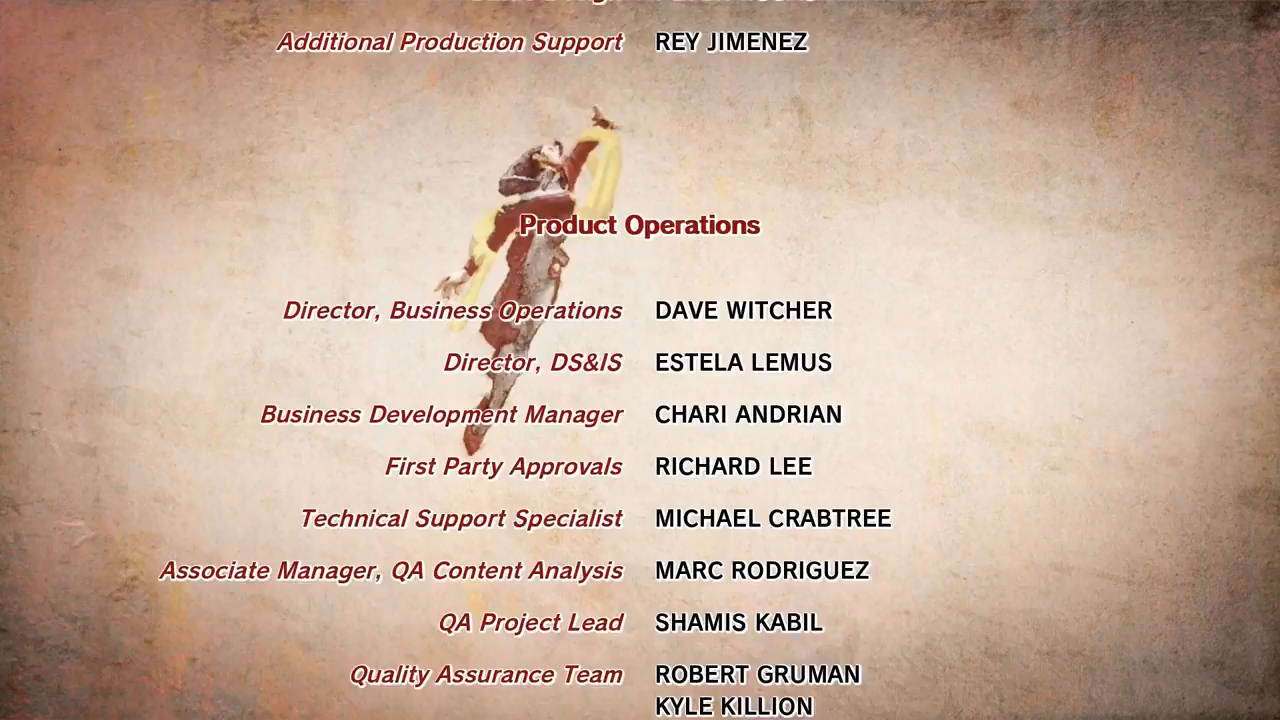 Additional Production Support REY JIMENEZ
Product Operations
Director, Business Operations DAVE WITCHER
Director, DS&IS ESTELA LEMUS
Business Development Manager CHARI ANDRIAN
First Party Approvals RICHARD LEE
Technical Support Specialist MICHAEL CRABTREE
Associate Manager, QA Content Analysis MARC RODRIGUEZ
QA Project Lead SHAMIS KABIL
Quality Assurance Team ROBERT GRUMAN
KYLE KILLION